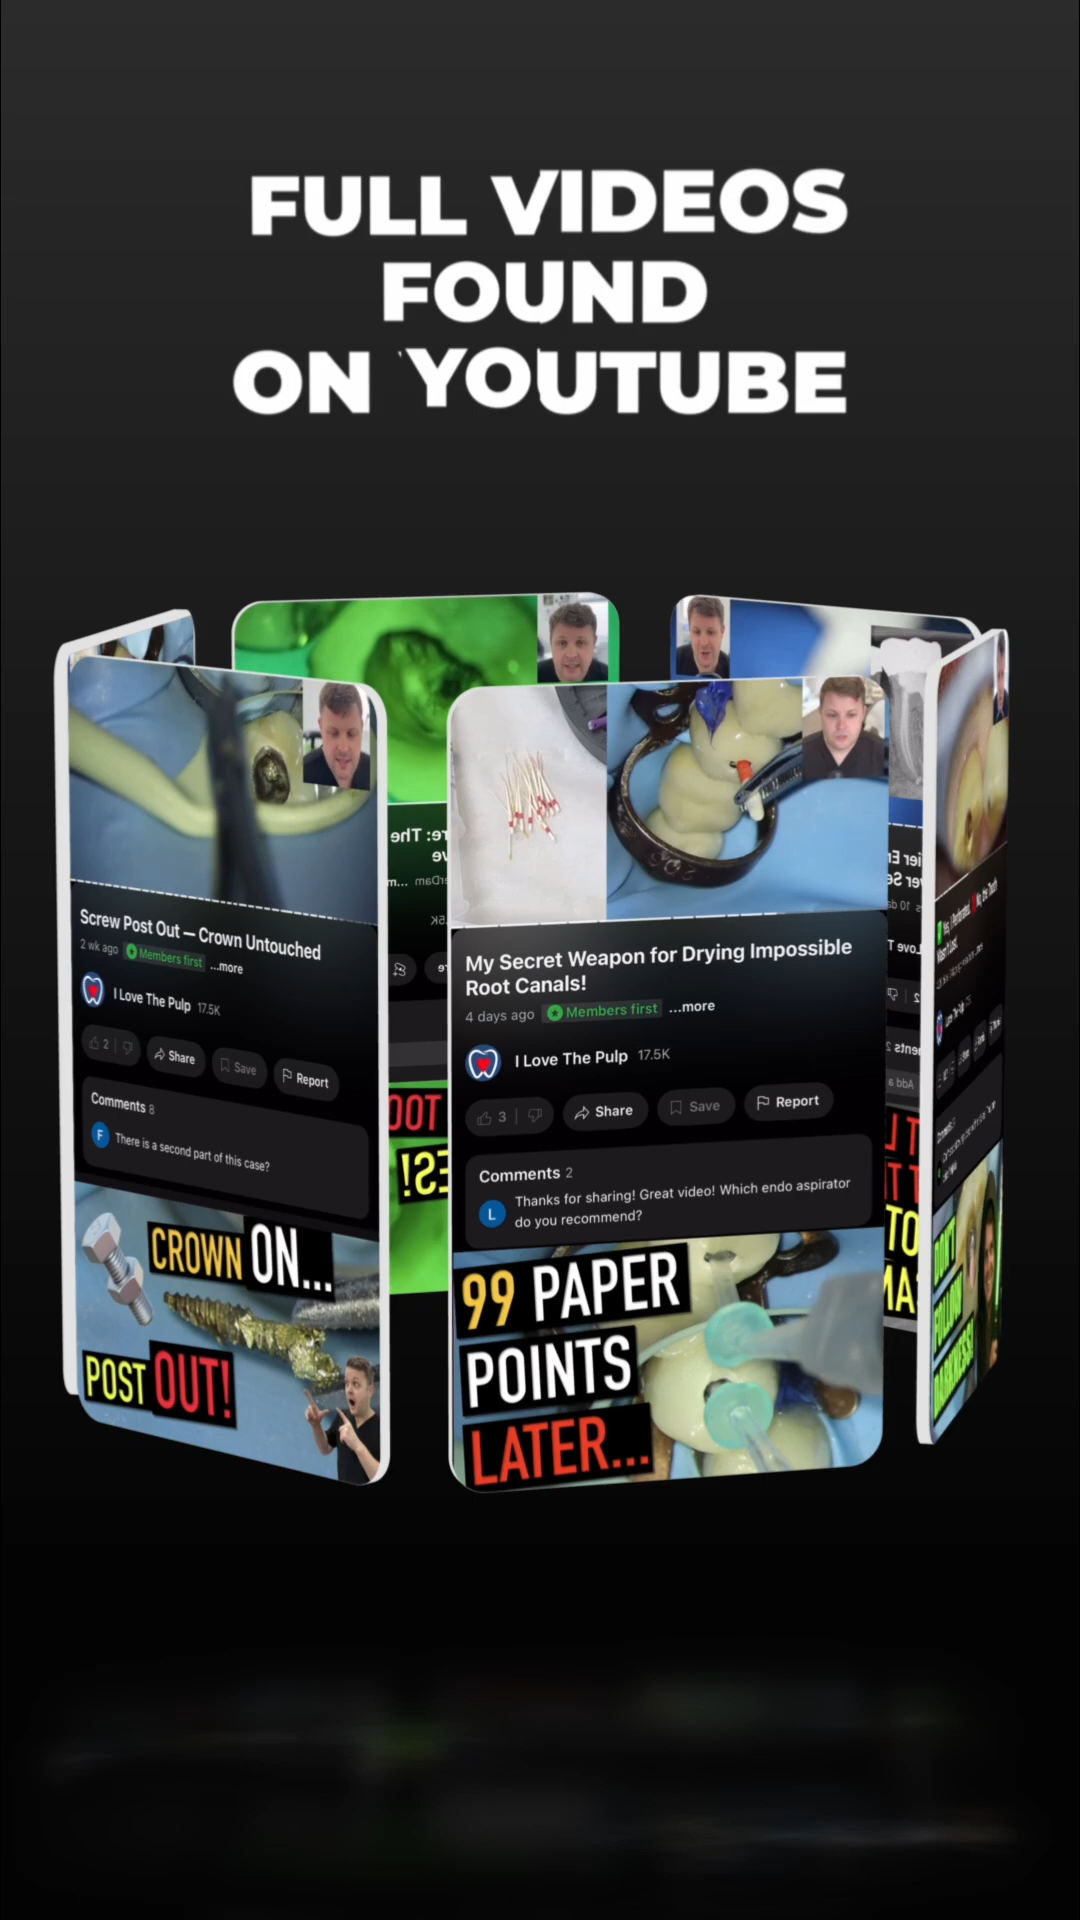 FULL VIDEOS
FOUND
ON YOUTUBE
Screw Post Out — Crown Untouched
2 wk ago Members first ...more
I Love The Pulp 17.5K
2 Share Save Report
Comments 8
F There is a second part of this case?
CROWN ON...
POST OUT!
My Secret Weapon for Drying Impossible
Root Canals!
4 days ago Members first ...more
I Love The Pulp 17.5K
3 Share Save Report
Comments 2
L Thanks for sharing! Great video! Which endo aspirator
do you recommend?
99 PAPER
POINTS
LATER...
DON'T
FOLLOW
DARKNESS!